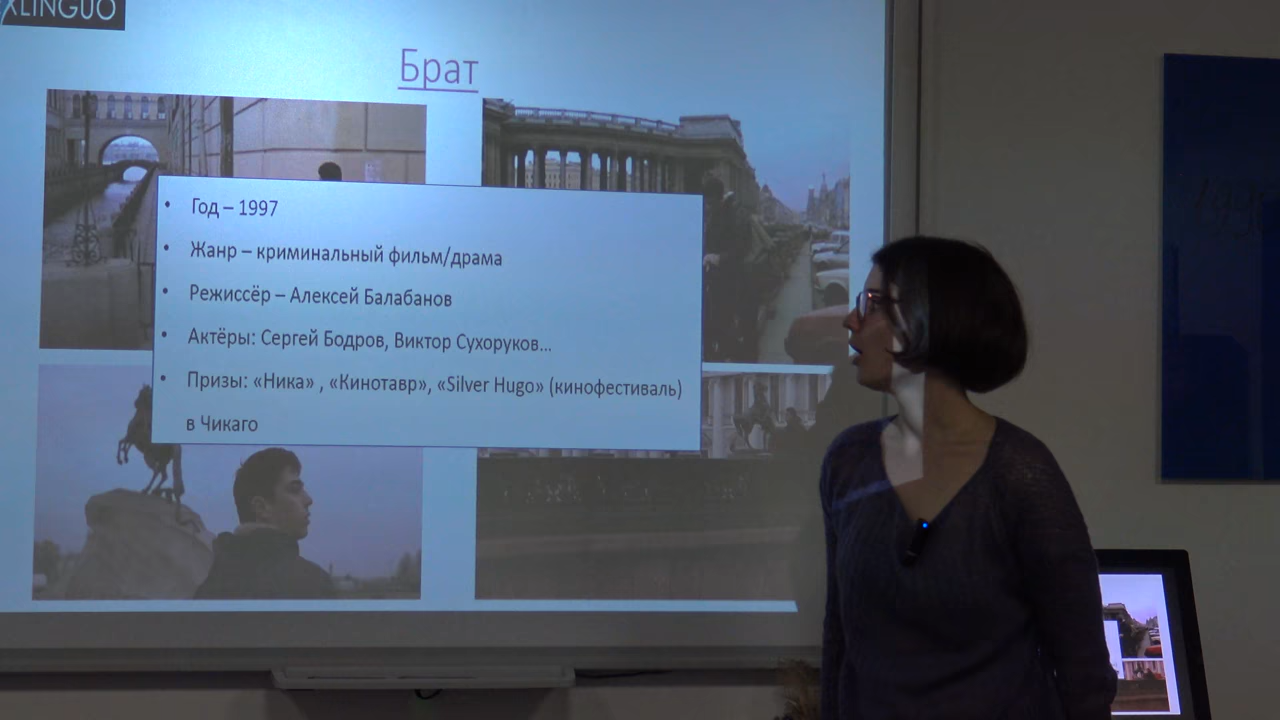 XLINGUO
Брат
• Год – 1997
• Жанр – криминальный фильм/драма
• Режиссёр – Алексей Балабанов
• Актёры: Сергей Бодров, Виктор Сухоруков...
• Призы: «Ника» , «Кинотавр», «Silver Hugo» (кинофестиваль)
в Чикаго